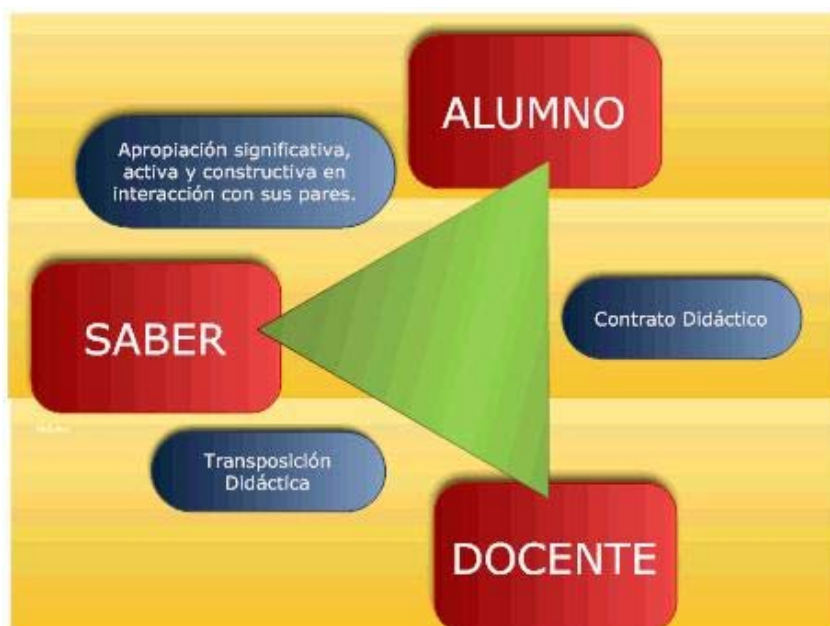 ALUMNO
Apropiación significativa,
activa y constructiva en
interacción con sus pares.
SABER
Contrato Didáctico
Transposición
Didáctica
DOCENTE